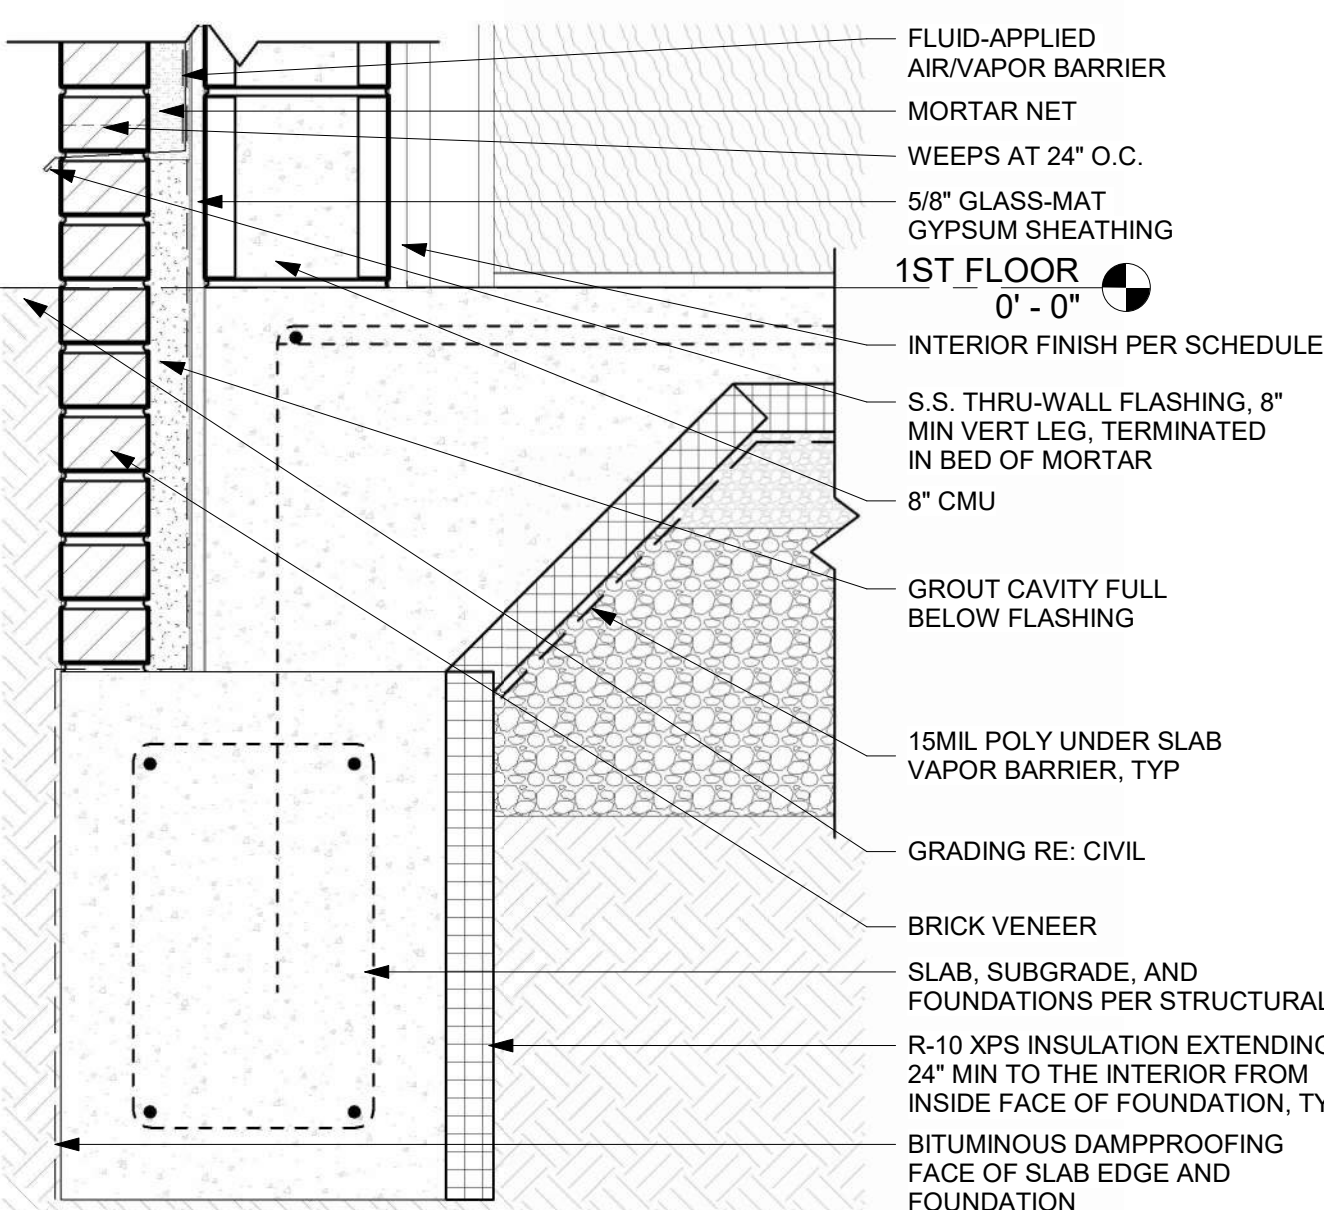 FLUID-APPLIED
AIR/VAPOR BARRIER
MORTAR NET
WEEPS AT 24" O.C.
5/8" GLASS-MAT
GYPSUM SHEATHING
1ST FLOOR
0' - 0"
INTERIOR FINISH PER SCHEDULE
S.S. THRU-WALL FLASHING, 8"
MIN VERT LEG, TERMINATED
IN BED OF MORTAR
8" CMU
GROUT CAVITY FULL
BELOW FLASHING
15MIL POLY UNDER SLAB
VAPOR BARRIER, TYP
GRADING RE: CIVIL
BRICK VENEER
SLAB, SUBGRADE, AND
FOUNDATIONS PER STRUCTURAL
R-10 XPS INSULATION EXTENDING
24" MIN TO THE INTERIOR FROM
INSIDE FACE OF FOUNDATION, TY
BITUMINOUS DAMPPROOFING
FACE OF SLAB EDGE AND
FOUNDATION